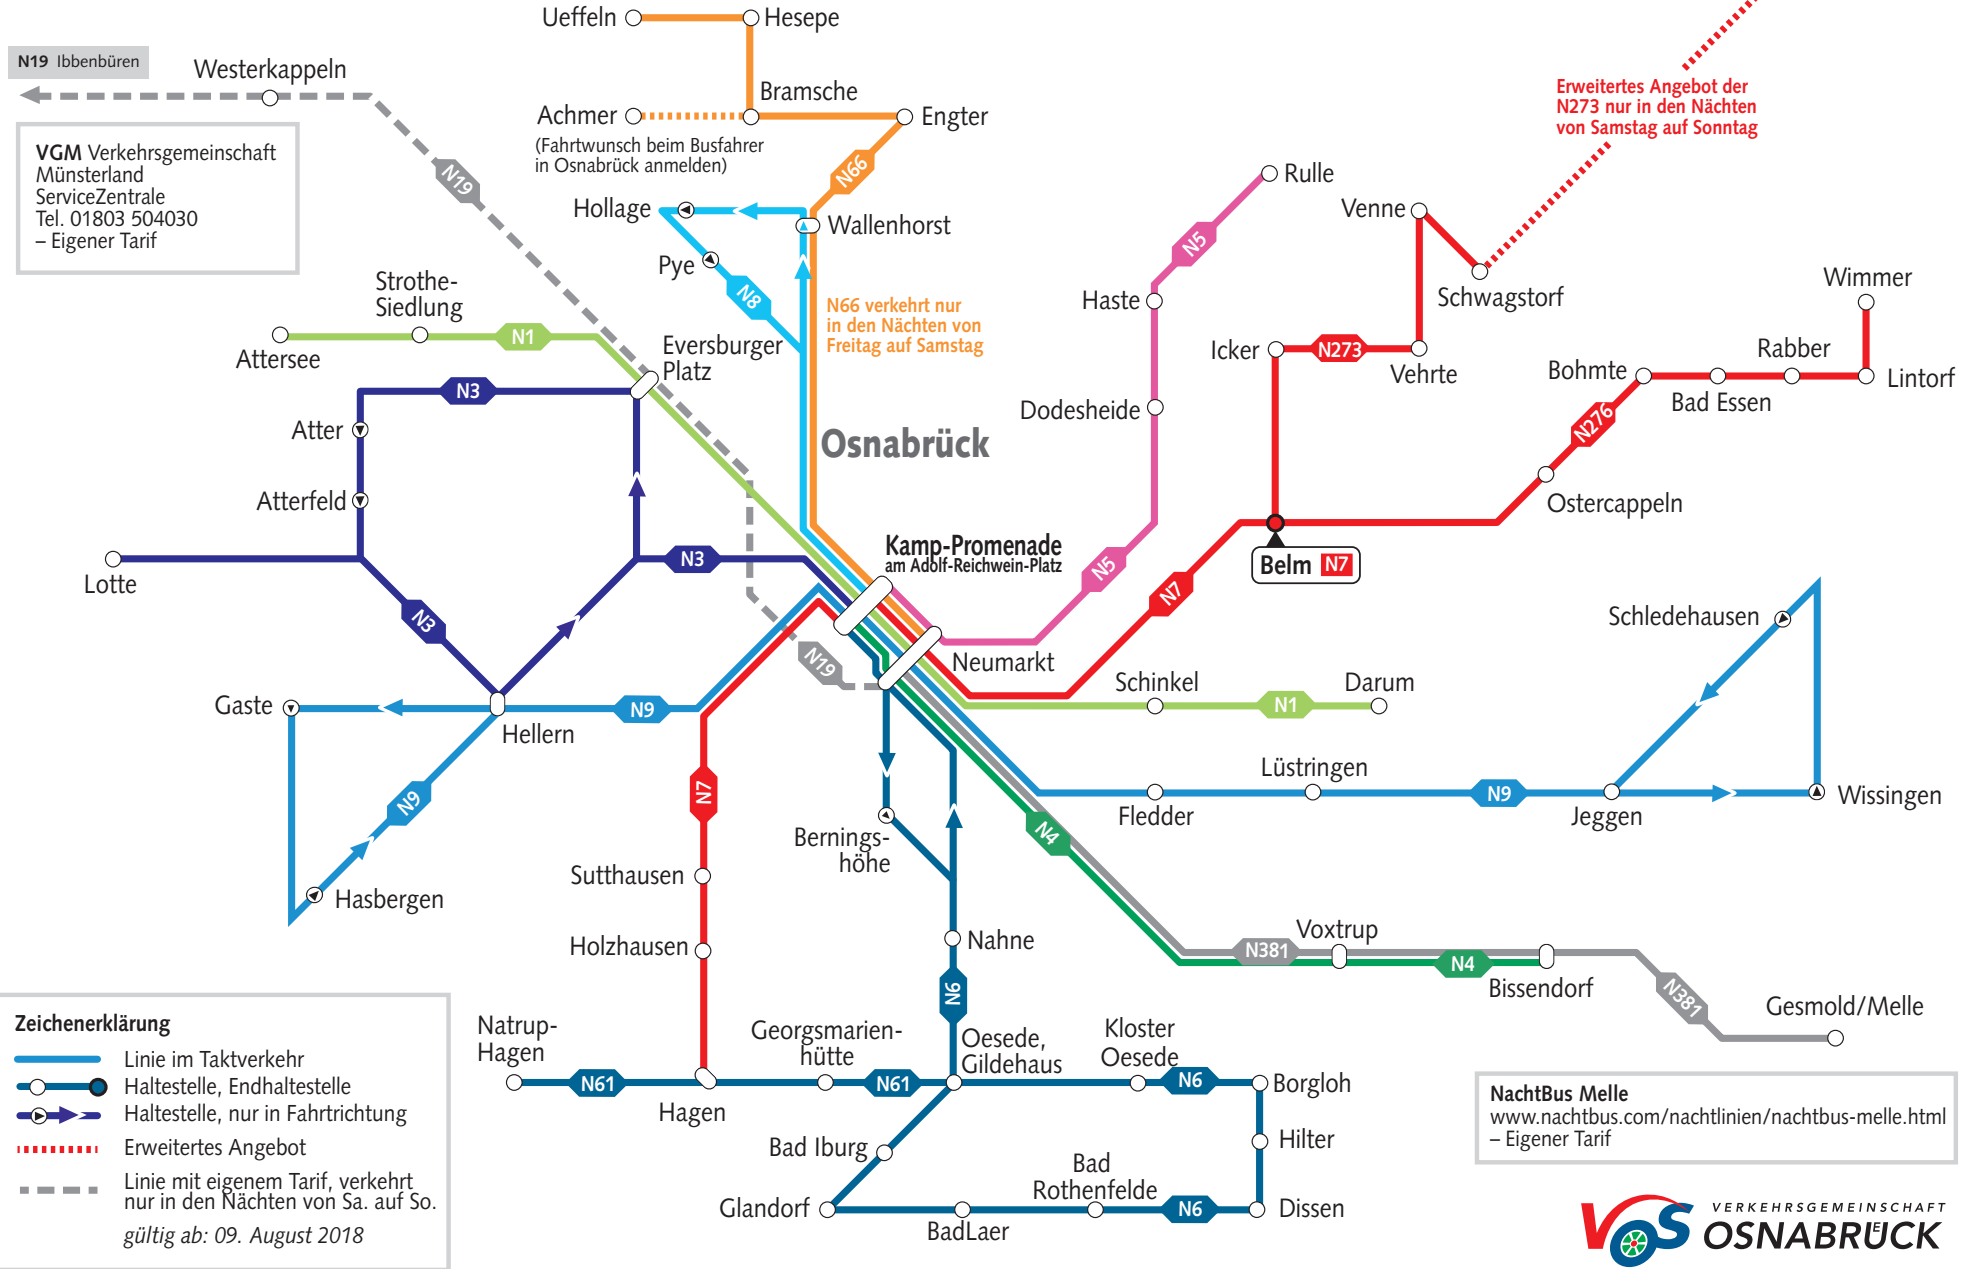 Ueffeln
Hesepe
N19 Ibbenbüren
Westerkappeln
Bramsche
Achmer
Engter
(Fahrtwunsch beim Busfahrer
in Osnabrück anmelden)
Erweitertes Angebot der
N273 nur in den Nächten
von Samstag auf Sonntag
VGM Verkehrsgemeinschaft
Münsterland
ServiceZentrale
Tel. 01803 504030
– Eigener Tarif
N19
N66
Rulle
Hollage
Wallenhorst
Venne
N5
Pye
N8
Strothe-
Siedlung
Haste
Schwagstorf
Wimmer
N66 verkehrt nur
in den Nächten von
Freitag auf Samstag
N1
Attersee
Eversburger
Platz
Icker
N273
Vehrte
Bohmte
Rabber
Bad Essen
Lintorf
N3
Dodesheide
N276
Atter
Osnabrück
Atterfeld
Ostercappeln
Kamp-Promenade
am Adolf-Reichwein-Platz
N3
Lotte
N5
Belm N7
N7
N3
Schledehausen
N19
Neumarkt
Schinkel
Darum
Gaste
N9
N1
Hellern
Lüstringen
N7
N9
N9
Wissingen
Fledder
Jeggen
Bernings-
höhe
N4
Sutthausen
Hasbergen
Voxtrup
Holzhausen
Nahne
N381
N4
Bissendorf
N6
N381
Gesmold/Melle
Zeichenerklärung
Linie im Taktverkehr
Haltestelle, Endhaltestelle
Haltestelle, nur in Fahrtrichtung
Erweitertes Angebot
Linie mit eigenem Tarif, verkehrt
nur in den Nächten von Sa. auf So.
gültig ab: 09. August 2018
Natrup-
Hagen
Georgsmarien-
hütte
Oesede,
Gildehaus
Kloster
Oesede
N61
N61
N6
Borgloh
Hagen
Bad Iburg
Hilter
Bad
Rothenfelde
Glandorf
N6
Dissen
BadLaer
NachtBus Melle
www.nachtbus.com/nachtlinien/nachtbus-melle.html
– Eigener Tarif
VOS
VERKEHRSGEMEINSCHAFT
OSNABRÜCK